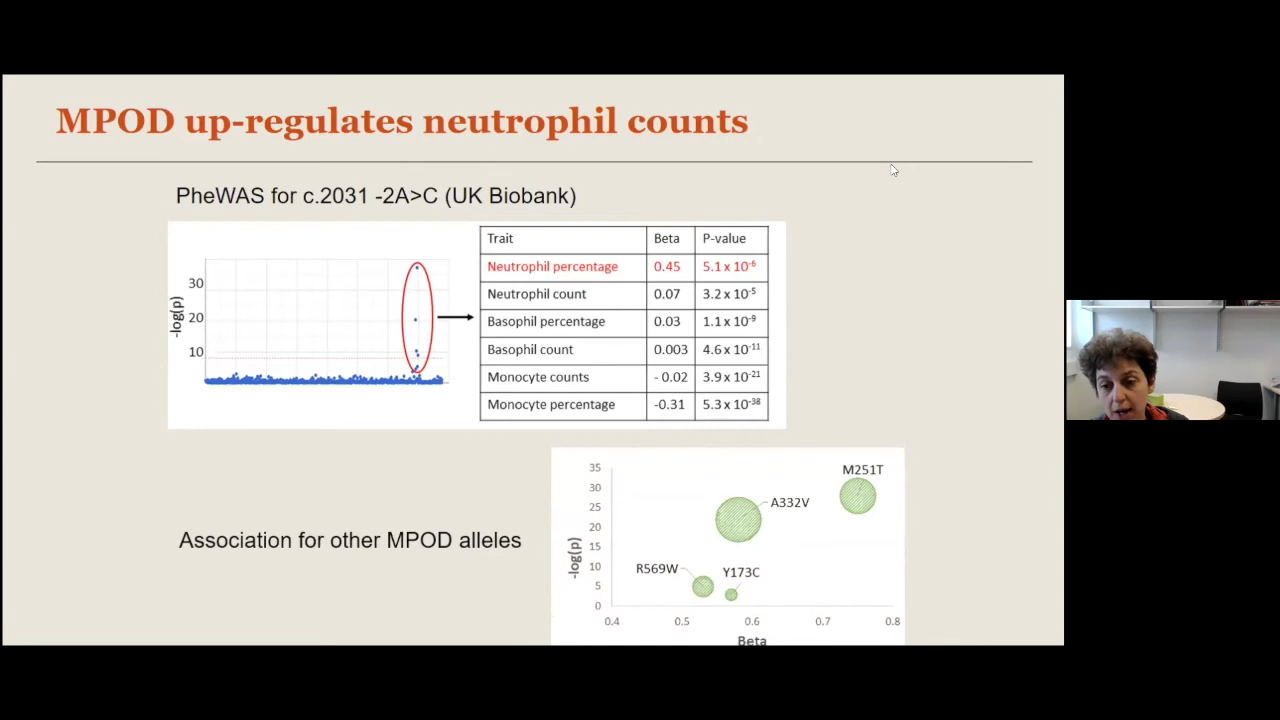 MPOD up-regulates neutrophil counts
PheWAS for c.2031 -2A>C (UK Biobank)
-log(p)
30
20
10
Trait Beta P-value
Neutrophil percentage 0.45 5.1 x 10⁻⁶
Neutrophil count 0.07 3.2 x 10⁻⁵
Basophil percentage 0.03 1.1 x 10⁻⁹
Basophil count 0.003 4.6 x 10⁻¹¹
Monocyte counts - 0.02 3.9 x 10⁻²¹
Monocyte percentage -0.31 5.3 x 10⁻³⁸
Association for other MPOD alleles
-log(p)
35
30
25
20
15
10
5
0
M251T
A332V
R569W
Y173C
0.4 0.5 0.6 0.7 0.8
Beta